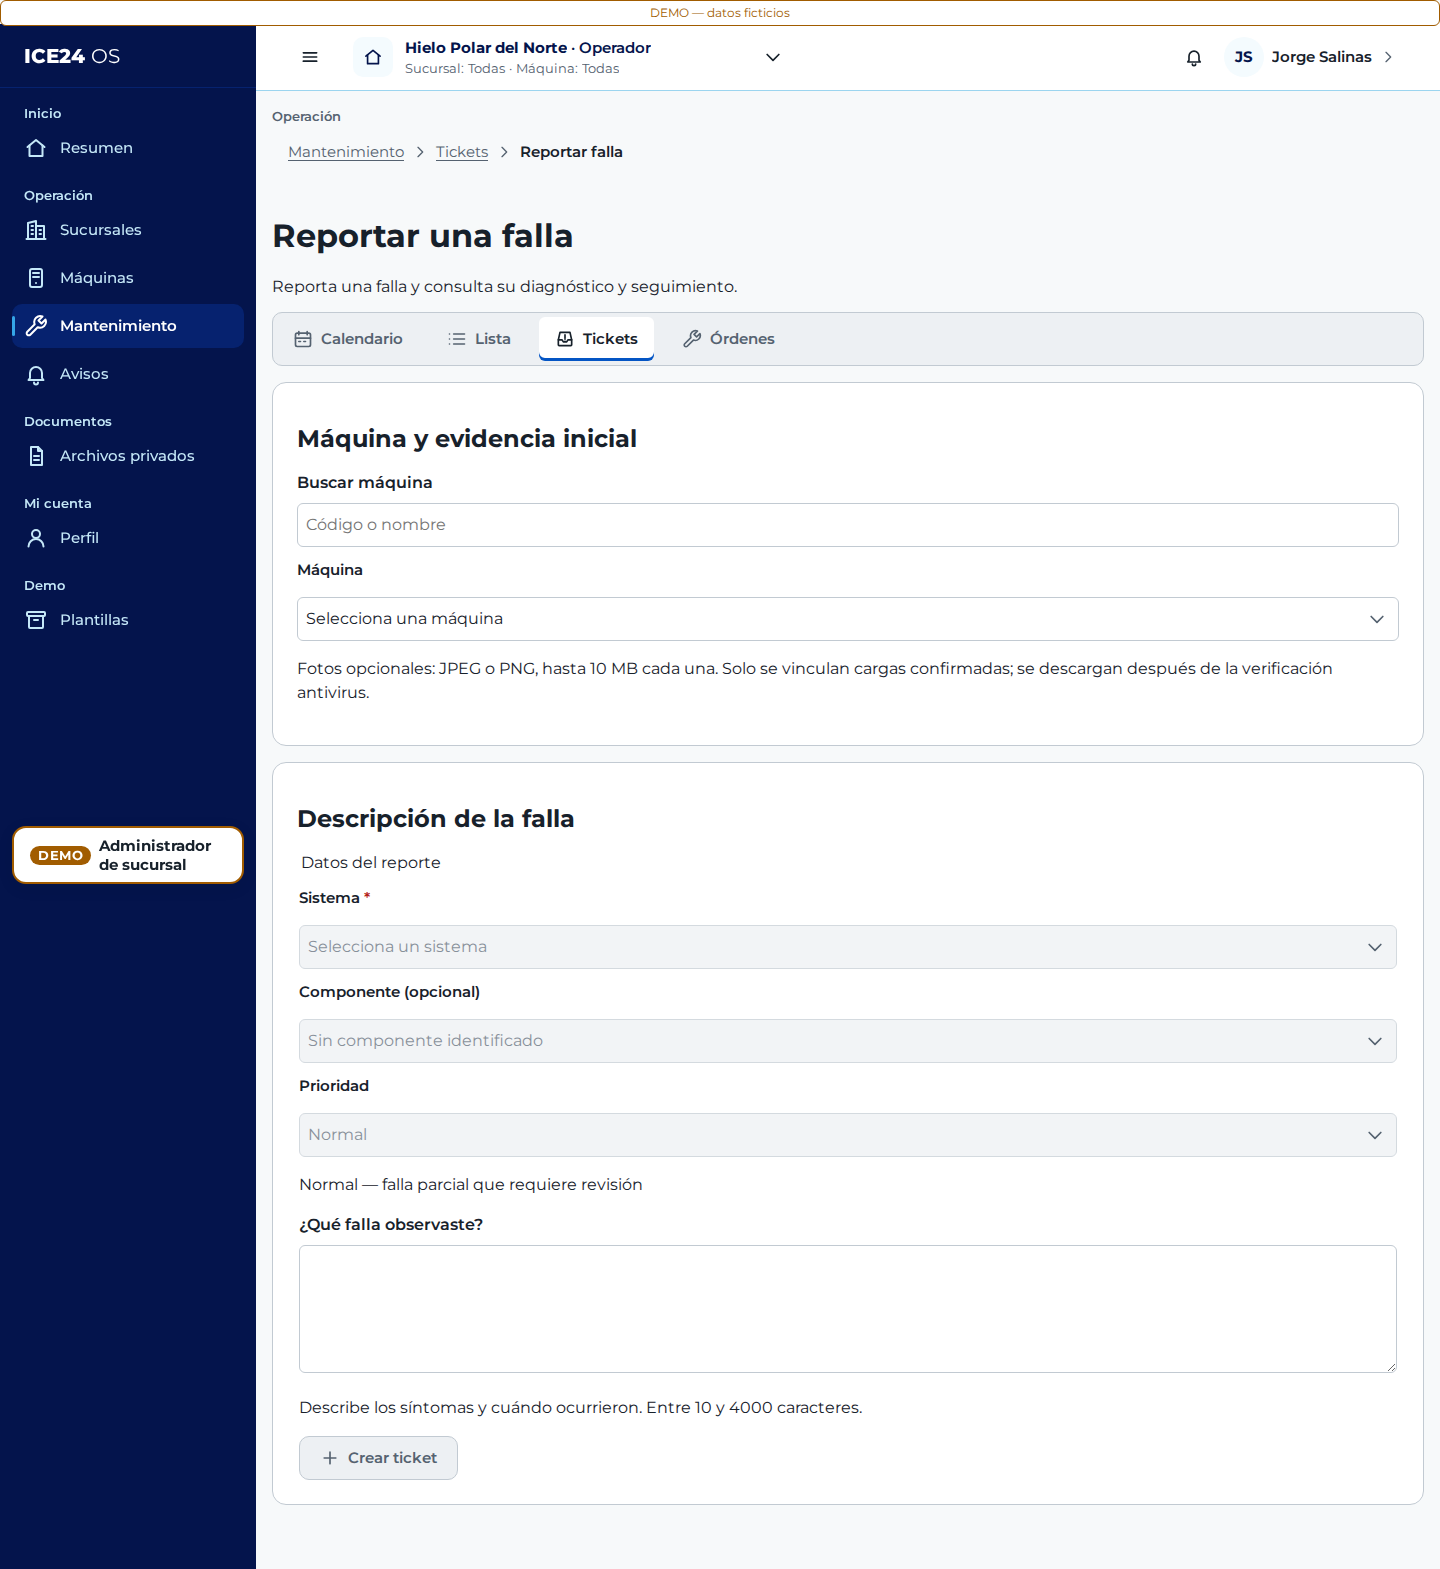 DEMO — datos ficticios
ICE24 OS
Inicio
Resumen
Operación
Sucursales
Máquinas
Mantenimiento
Avisos
Documentos
Archivos privados
Mi cuenta
Perfil
Demo
Plantillas
DEMO
Administrador
de sucursal
Hielo Polar del Norte · Operador
Sucursal: Todas · Máquina: Todas
JS Jorge Salinas
Operación
Mantenimiento > Tickets > Reportar falla
Reportar una falla
Reporta una falla y consulta su diagnóstico y seguimiento.
Calendario Lista Tickets Órdenes
Máquina y evidencia inicial
Buscar máquina
Código o nombre
Máquina
Selecciona una máquina
Fotos opcionales: JPEG o PNG, hasta 10 MB cada una. Solo se vinculan cargas confirmadas; se descargan después de la verificación
antivirus.
Descripción de la falla
Datos del reporte
Sistema *
Selecciona un sistema
Componente (opcional)
Sin componente identificado
Prioridad
Normal
Normal — falla parcial que requiere revisión
¿Qué falla observaste?
Describe los síntomas y cuándo ocurrieron. Entre 10 y 4000 caracteres.
Crear ticket